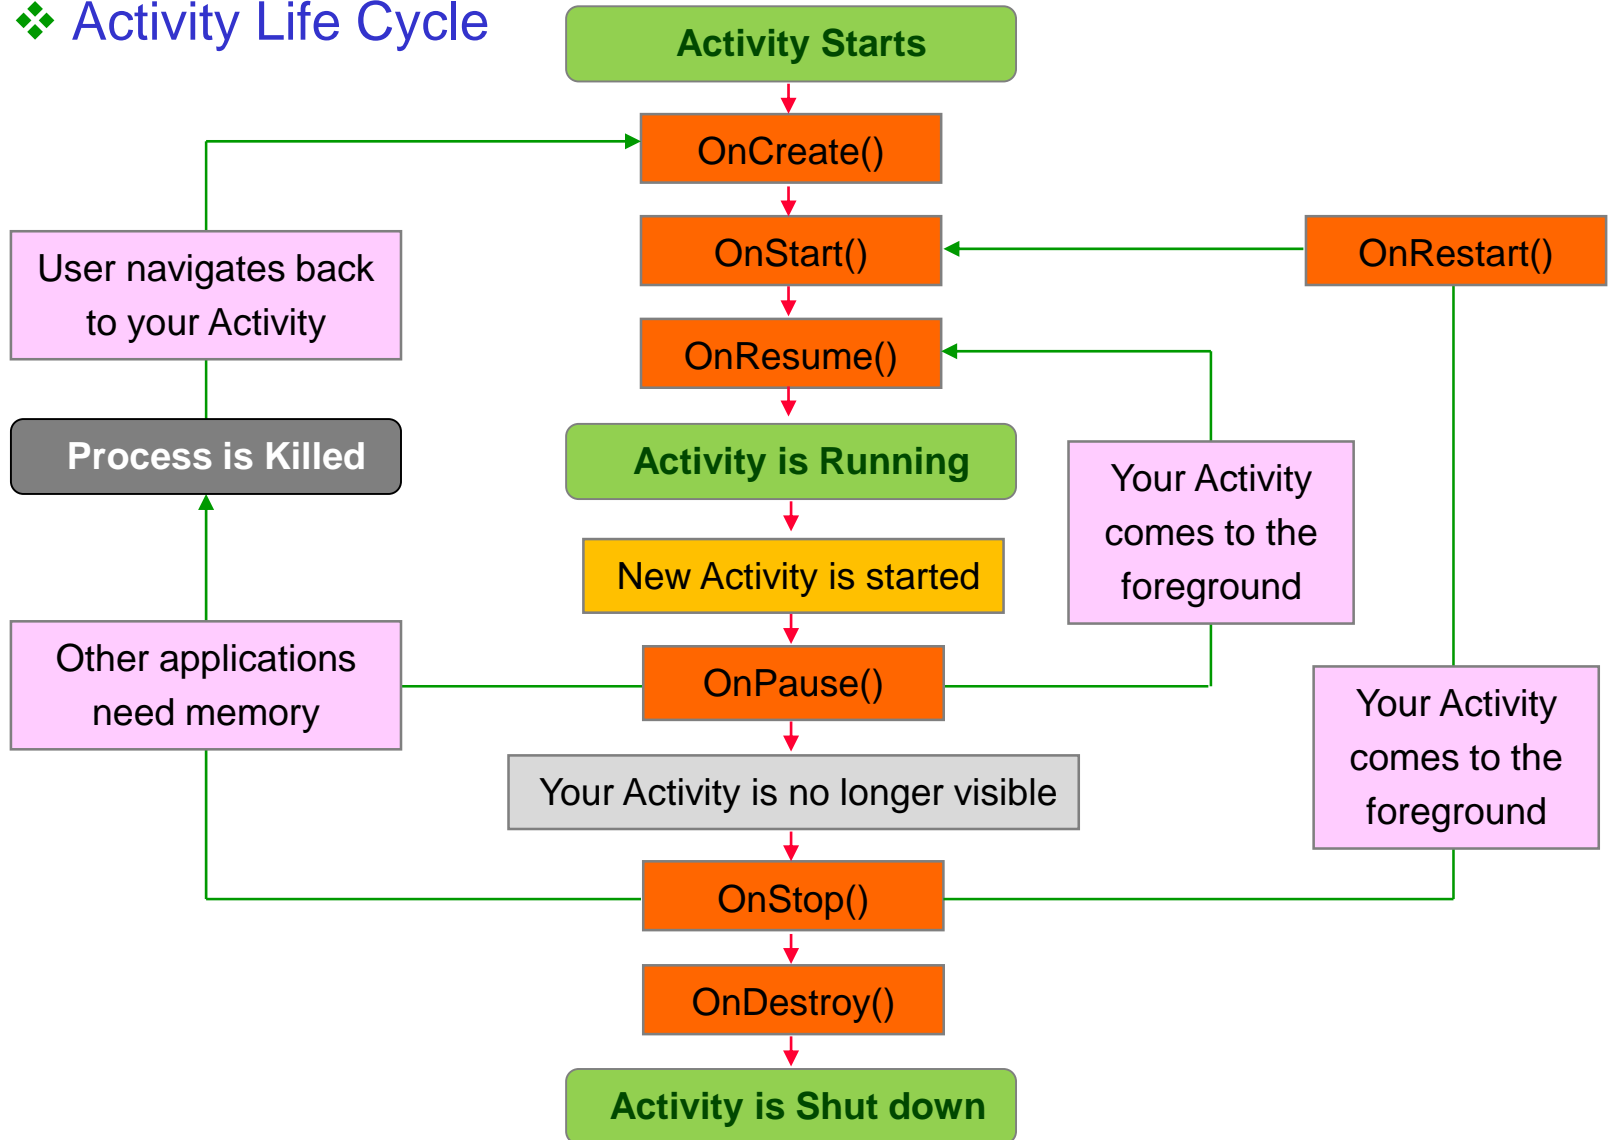 Activity Life Cycle
Activity Starts
OnCreate()
OnStart()
OnRestart()
User navigates back
to your Activity
OnResume()
Process is Killed
Activity is Running
Your Activity
comes to the
foreground
New Activity is started
Other applications
need memory
OnPause()
Your Activity
comes to the
foreground
Your Activity is no longer visible
OnStop()
OnDestroy()
Activity is Shut down